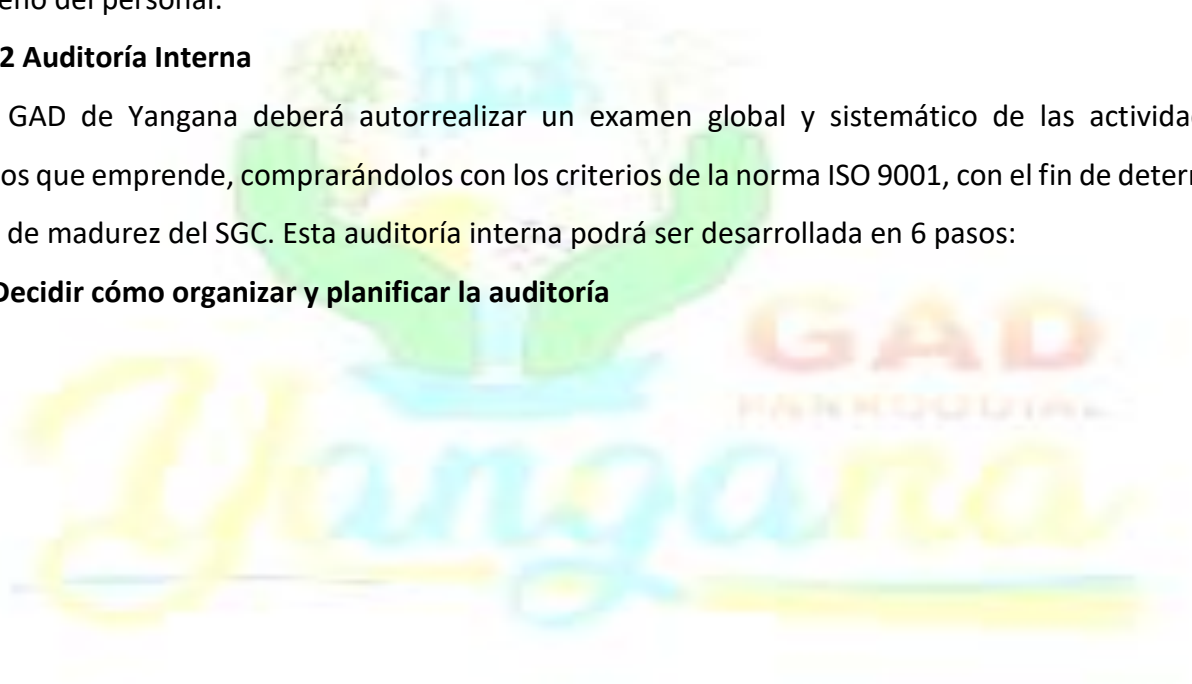 eno del personal.
2 Auditoría Interna
GAD de Yangana deberá autorrealizar un examen global y sistemático de las activida
os que emprende, comprarándolos con los criterios de la norma ISO 9001, con el fin de deter
de madurez del SGC. Esta auditoría interna podrá ser desarrollada en 6 pasos:
Decidir cómo organizar y planificar la auditoría
GAD
PARROQUIAL
Yangana